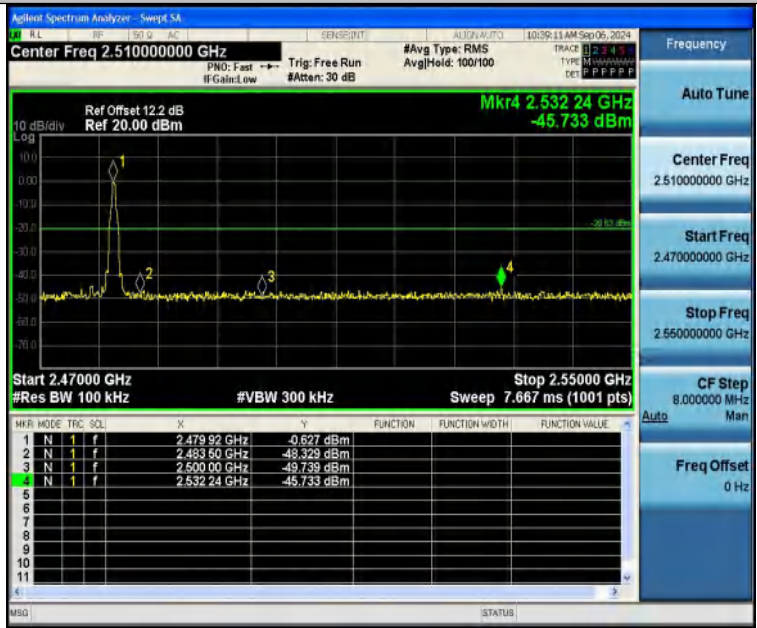 Agilent Spectrum Analyzer - Swept SA
RL RF 50 Ω AC SENSE:INT ALIGN AUTO 10:39:11 AM Sep 06, 2024
Center Freq 2.510000000 GHz
PNO: Fast
IFGain:Low
Trig: Free Run
#Atten: 30 dB
#Avg Type: RMS
Avg|Hold: 100/100
TRACE 1 2 3 4 5 6
TYPE M
DET P P P P P P
Ref Offset 12.2 dB
10 dB/div Ref 20.00 dBm
Log
Mkr4 2.532 24 GHz
-45.733 dBm
10.0
0.00
-10.0
-20.0
-30.0
-40.0
-50.0
-60.0
-70.0
1
2
3
4
Start 2.47000 GHz Stop 2.55000 GHz
#Res BW 100 kHz #VBW 300 kHz Sweep 7.667 ms (1001 pts)
MKR MODE TRC SCL X Y FUNCTION FUNCTION WIDTH FUNCTION VALUE
1 N 1 f 2.479 92 GHz -0.627 dBm
2 N 1 f 2.483 50 GHz -48.329 dBm
3 N 1 f 2.500 00 GHz -49.739 dBm
4 N 1 f 2.532 24 GHz -45.733 dBm
5
6
7
8
9
10
11
MSG STATUS
Frequency
Auto Tune
Center Freq
2.510000000 GHz
Start Freq
2.470000000 GHz
Stop Freq
2.550000000 GHz
CF Step
8.000000 MHz
Auto Man
Freq Offset
0 Hz